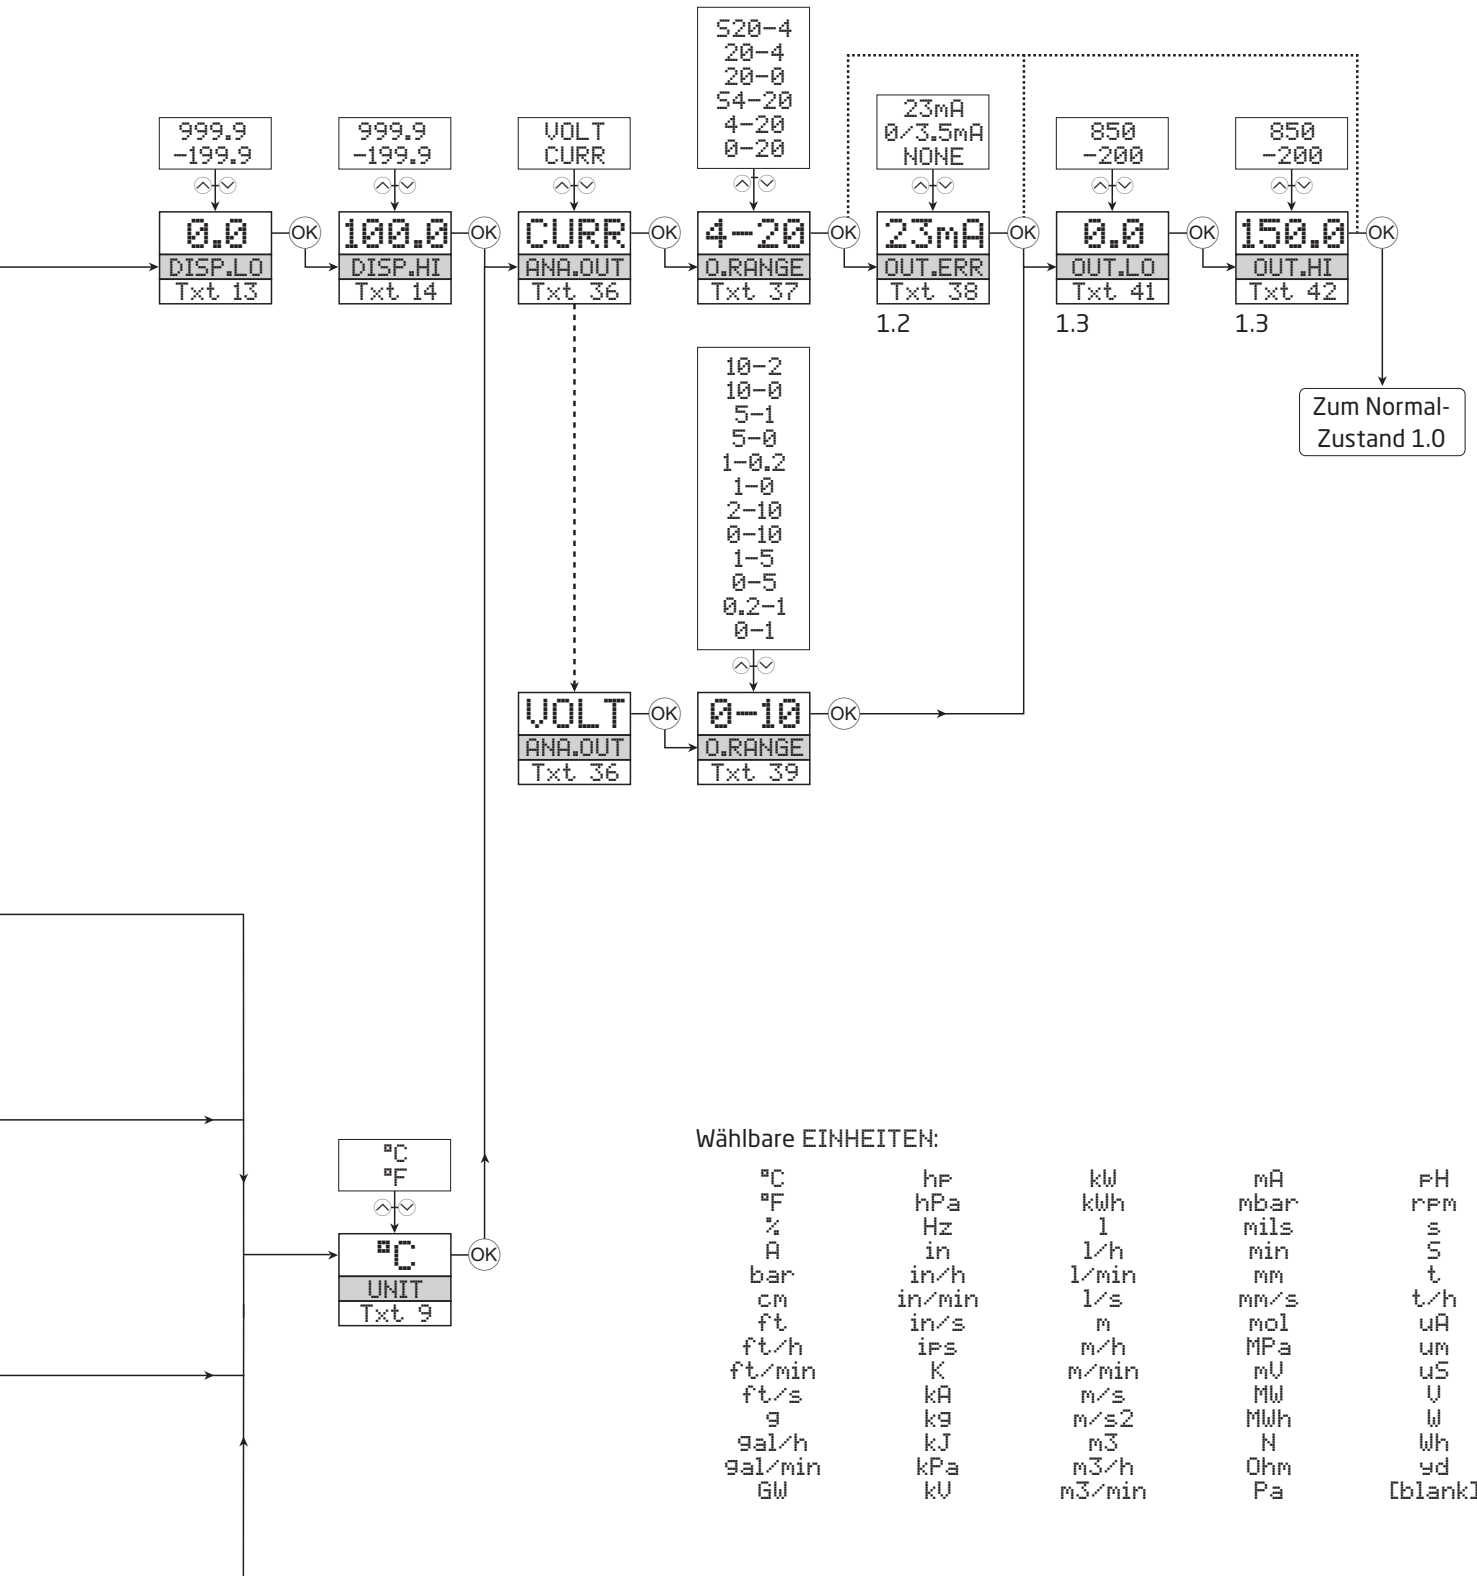 S20-4
20-4
20-0
S4-20
4-20
0-20
999.9
-199.9
999.9
-199.9
VOLT
CURR
23mA
0/3.5mA
NONE
850
-200
850
-200
0.0
OK
100.0
OK
CURR
OK
4-20
OK
23mA
OK
0.0
OK
150.0
OK
DISP.LO
DISP.HI
ANA.OUT
O.RANGE
OUT.ERR
OUT.LO
OUT.HI
Txt 13
Txt 14
Txt 36
Txt 37
Txt 38
Txt 41
Txt 42
1.2
1.3
1.3
Zum Normal-
Zustand 1.0
10-2
10-0
5-1
5-0
1-0.2
1-0
2-10
0-10
1-5
0-5
0.2-1
0-1
VOLT
OK
0-10
OK
ANA.OUT
O.RANGE
Txt 36
Txt 39
°C
°F
°C
OK
UNIT
Txt 9
Wählbare EINHEITEN:
°C hp kW mA pH
°F hPa kWh mbar rpm
% Hz l mils s
A in l/h min S
bar in/h l/min mm t
cm in/min l/s mm/s t/h
ft in/s m mol uA
ft/h ips m/h MPa um
ft/min K m/min mV uS
ft/s kA m/s MW V
g kg m/s2 MWh W
gal/h kJ m3 N Wh
gal/min kPa m3/h Ohm yd
GW kV m3/min Pa [blank]